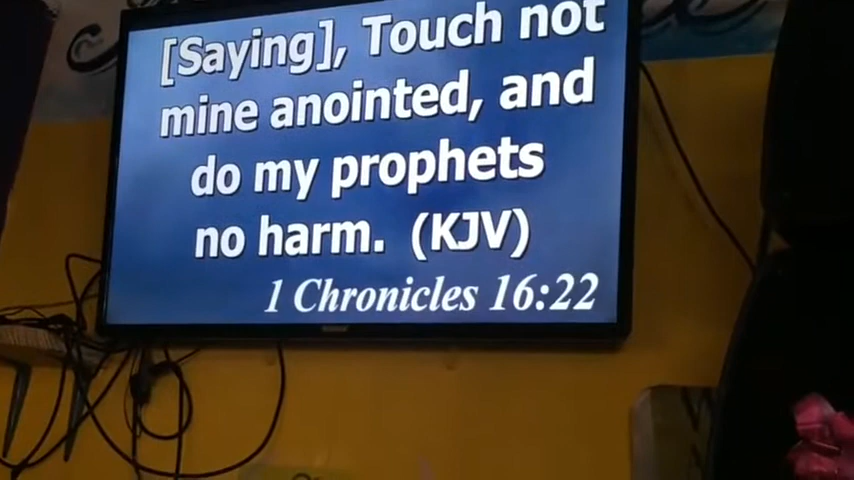 [Saying], Touch not
mine anointed, and
do my prophets
no harm. (KJV)
1 Chronicles 16:22